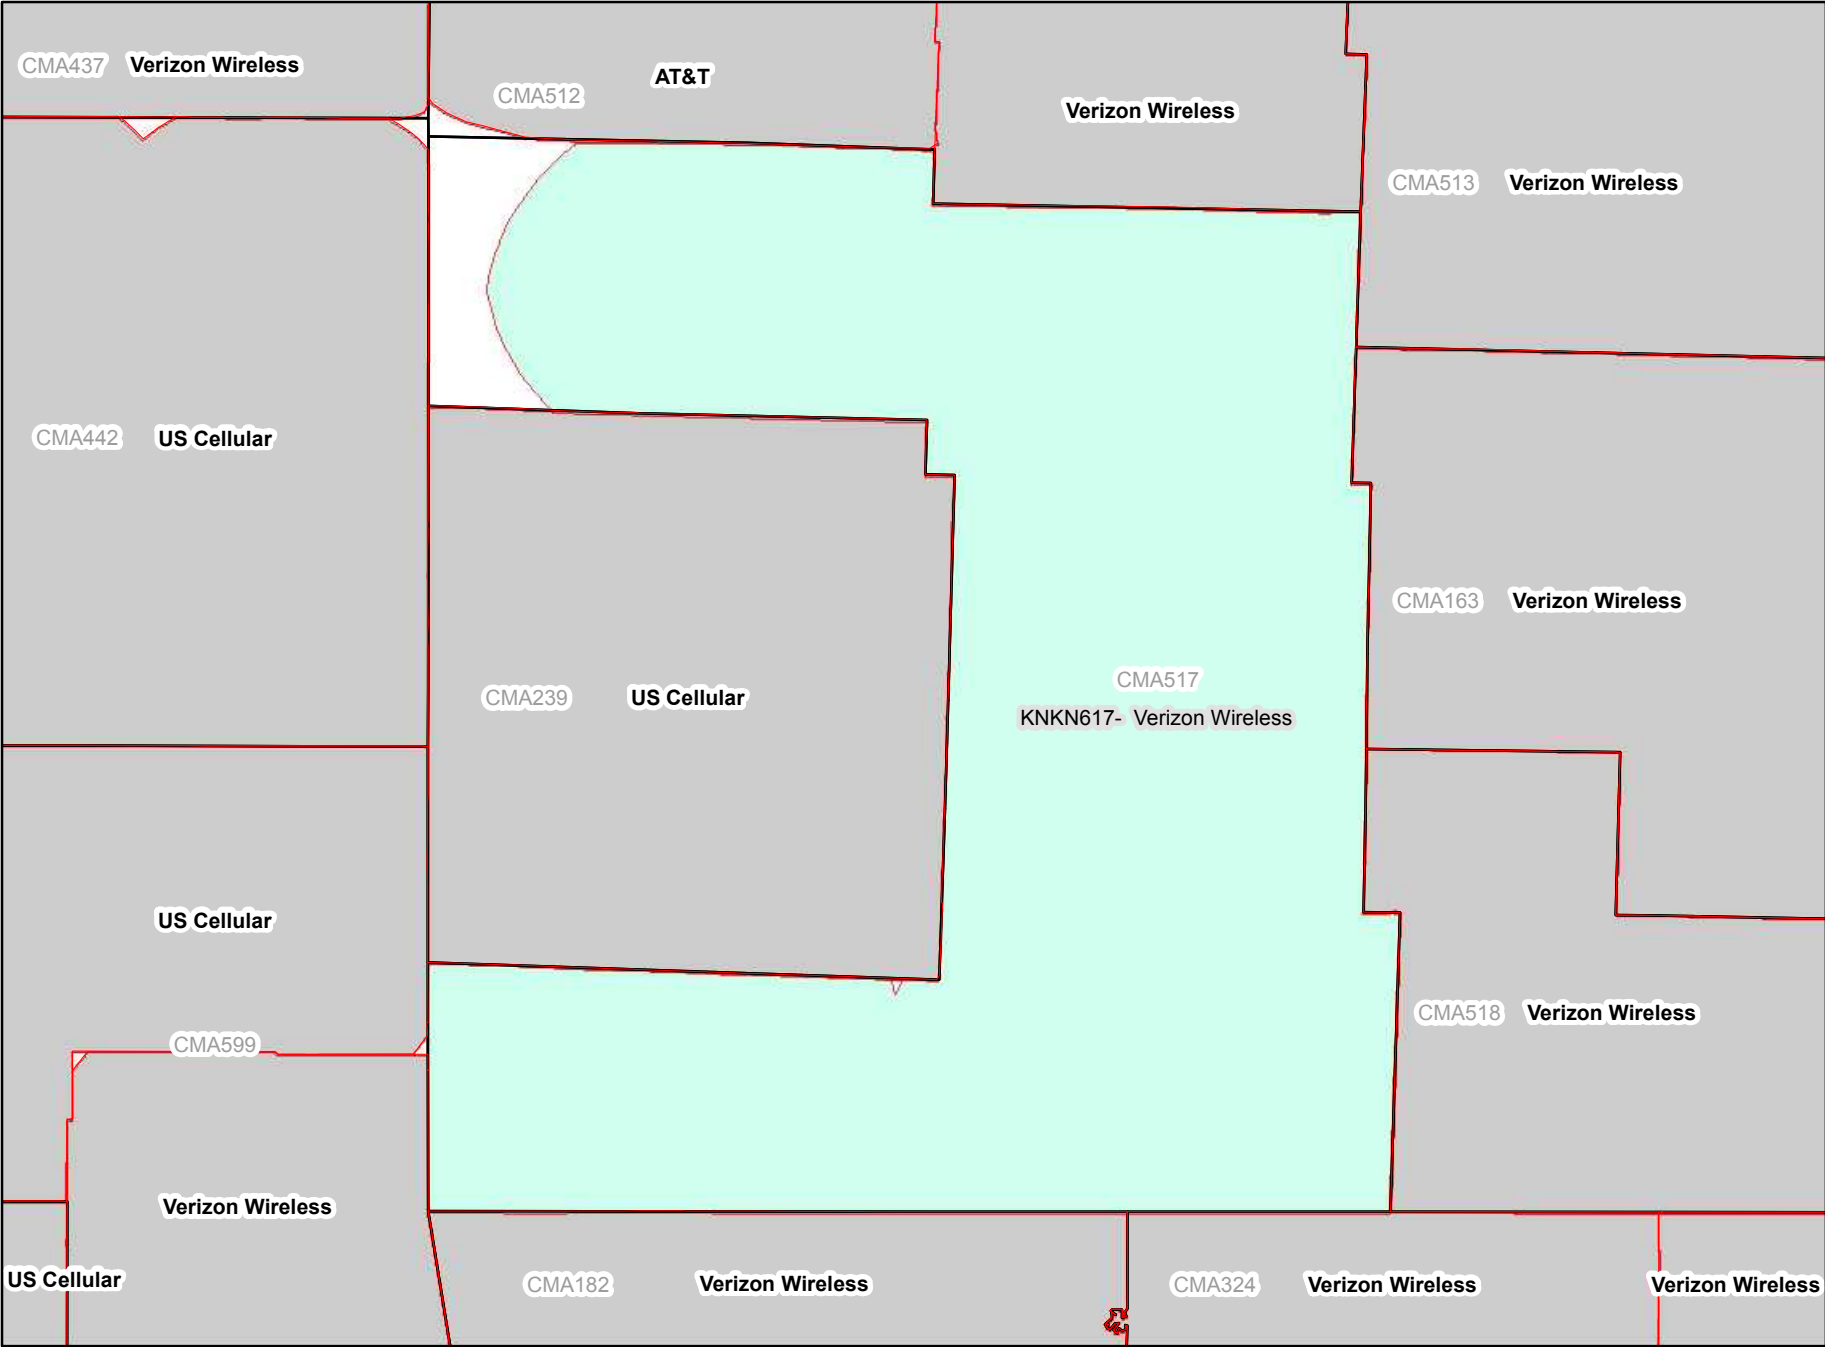 CMA437 Verizon Wireless
AT&T
CMA512
Verizon Wireless
CMA513 Verizon Wireless
CMA442 US Cellular
CMA163 Verizon Wireless
CMA239 US Cellular
CMA517
KNKN617- Verizon Wireless
US Cellular
CMA518 Verizon Wireless
CMA599
Verizon Wireless
US Cellular
CMA182 Verizon Wireless
CMA324 Verizon Wireless
Verizon Wireless